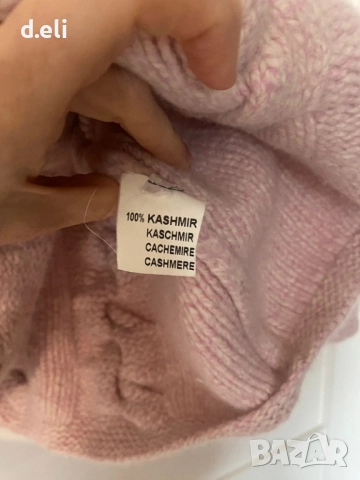 d.eli
100% KASHMIR
KASCHMIR
CACHEMIRE
CASHMERE
BAZAR